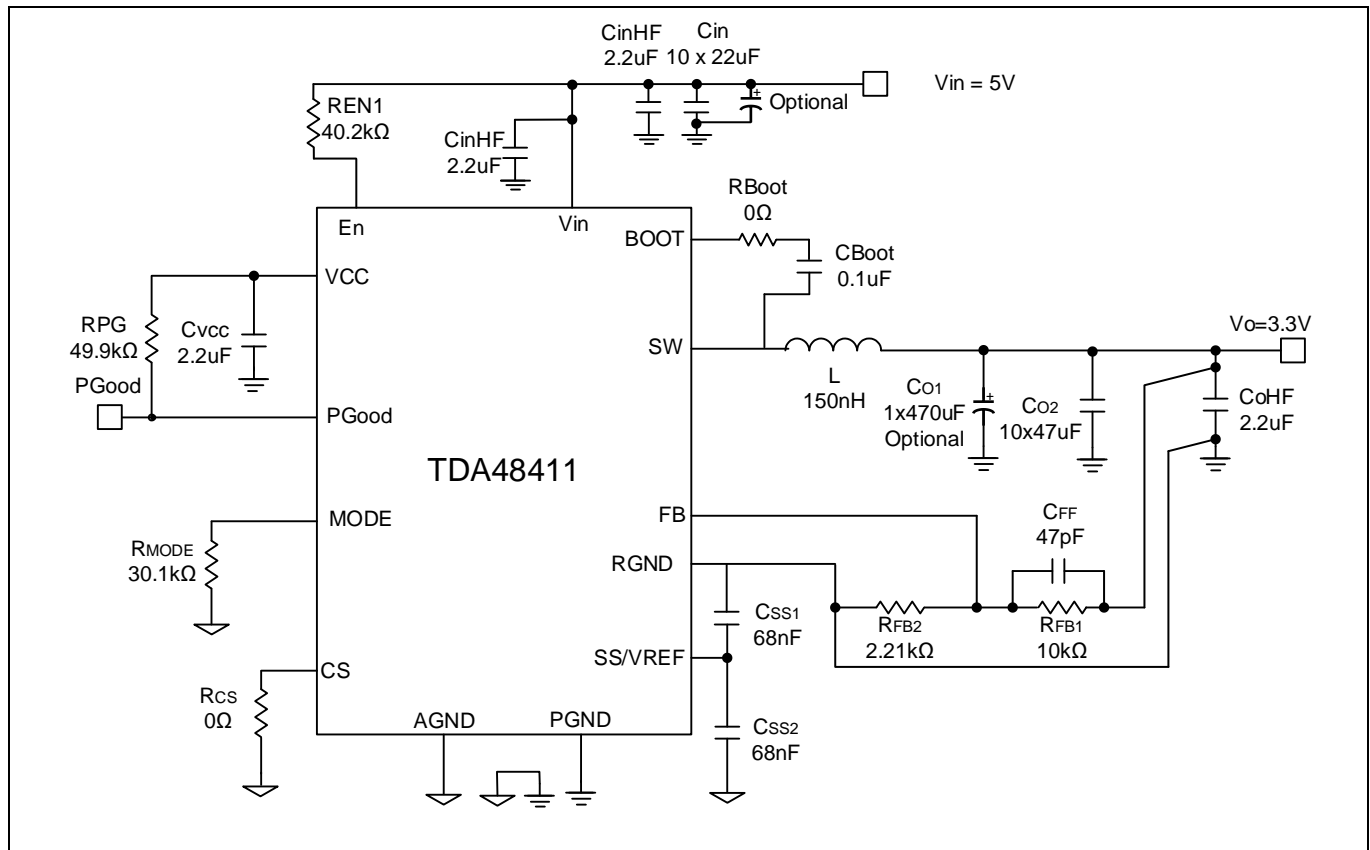 CinHF Cin
2.2uF 10 x 22uF
Vin = 5V
Optional
REN1
40.2kΩ
CinHF
2.2uF
RBoot
0Ω
En
Vin
BOOT
CBoot
0.1uF
VCC
RPG
49.9kΩ
Cvcc
2.2uF
PGood
PGood
SW
L
150nH
Vo=3.3V
CO1
1x470uF
Optional
CO2
10x47uF
CoHF
2.2uF
TDA48411
MODE
RMODE
30.1kΩ
FB
CFF
47pF
RGND
CSS1
68nF
RFB2
2.21kΩ
RFB1
10kΩ
SS/VREF
CS
RCS
0Ω
AGND
PGND
CSS2
68nF